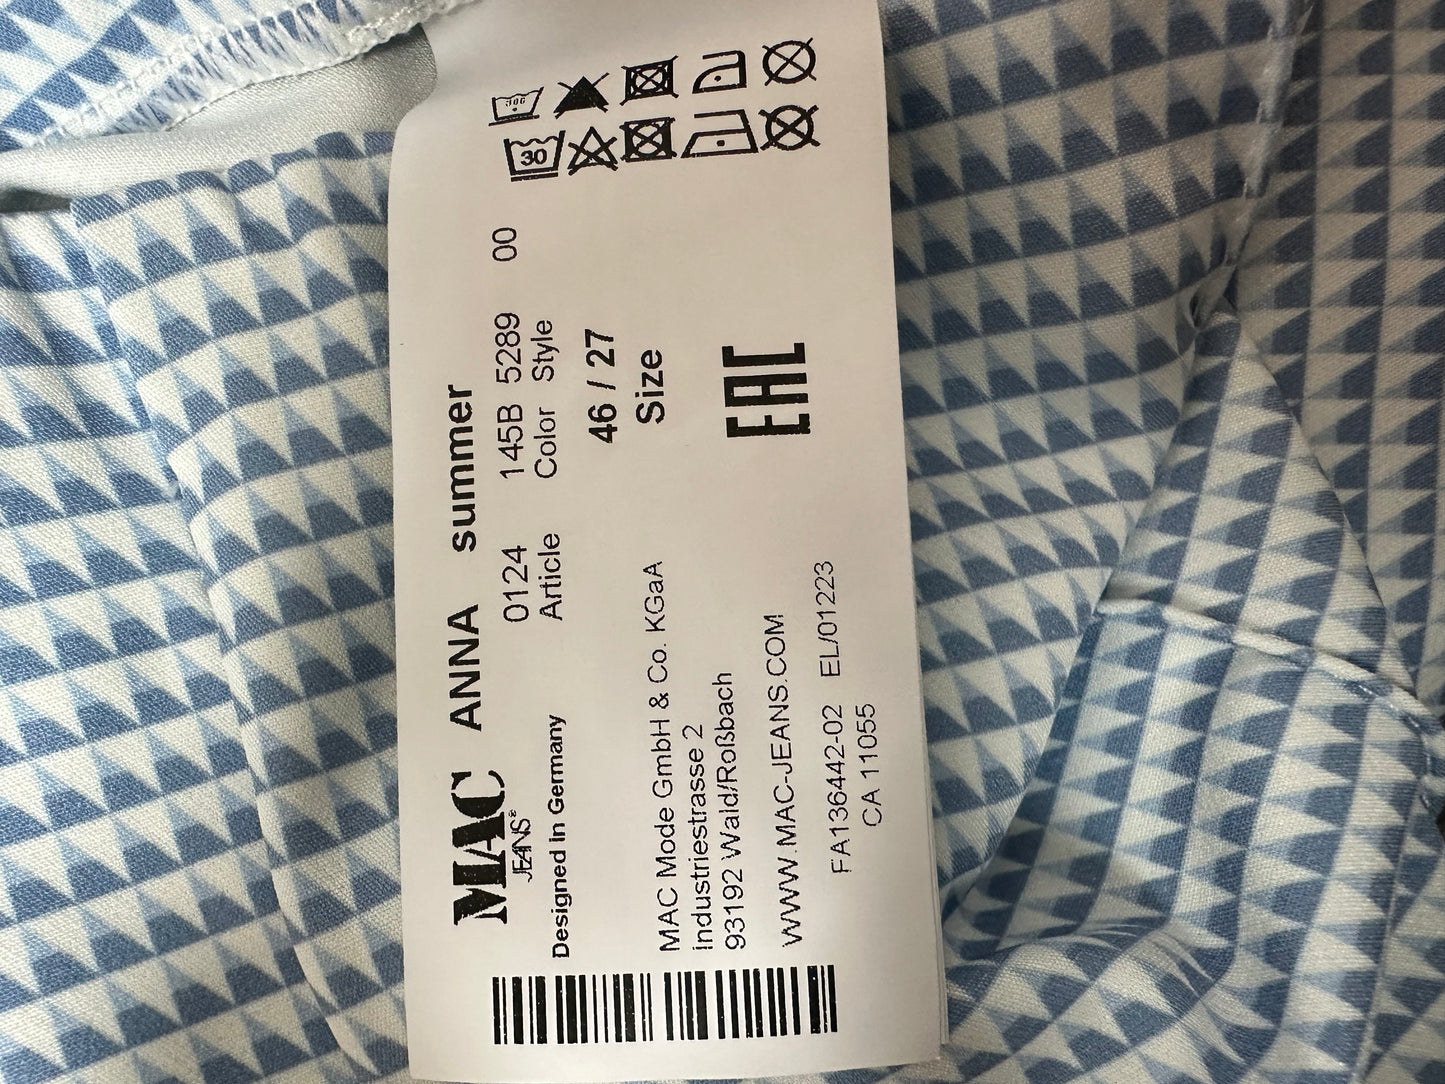 MAC ANNA summer
JEANS®
Designed in Germany
0124 145B 5289 00
Article Color Style
46 / 27
Size
MAC Mode GmbH & Co. KGaA
Industriestrasse 2
93192 Wald/Roßbach
EAC
WWW.MAC-JEANS.COM
FA136442-02 EL/01223
CA 11055
30